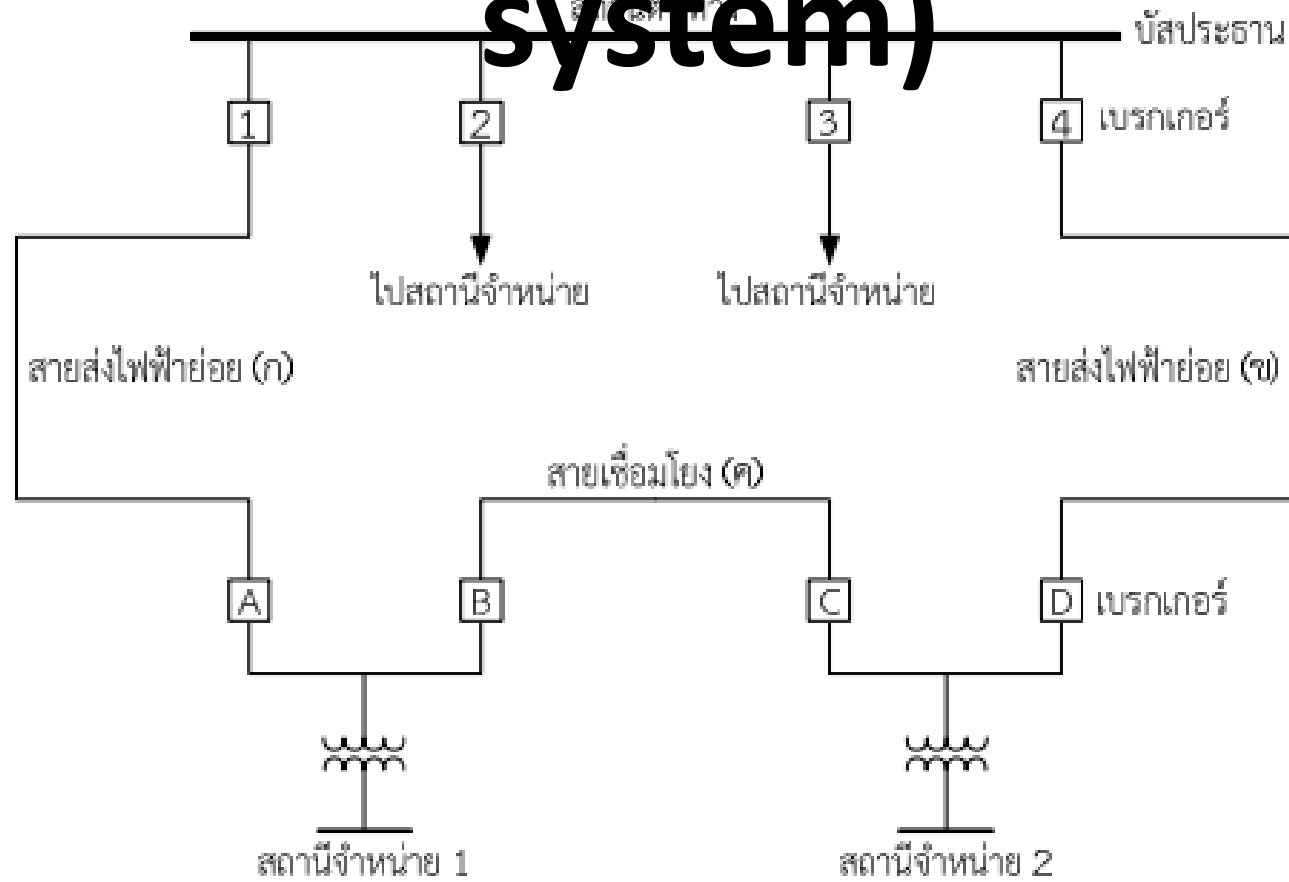 system)
บัสประธาน
1
2
3
4
เบรกเกอร์
ไปสถานีจำหน่าย
ไปสถานีจำหน่าย
สายส่งไฟฟ้าย่อย (ก)
สายส่งไฟฟ้าย่อย (ข)
สายเชื่อมโยง (ค)
A
B
C
D
เบรกเกอร์
สถานีจำหน่าย 1
สถานีจำหน่าย 2